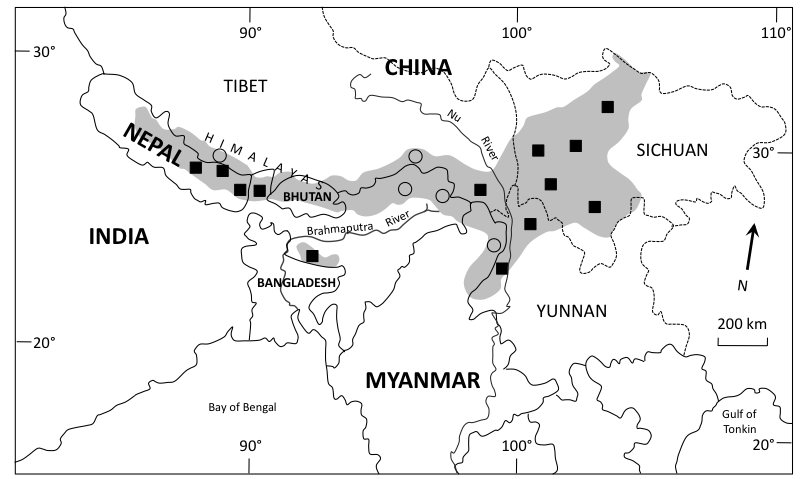 90°
100°
110°
30°
CHINA
TIBET
Nu
River
NEPAL
HIMALAYAS
SICHUAN
30°
BHUTAN
Brahmaputra River
INDIA
BANGLADESH
N
YUNNAN
200 km
20°
MYANMAR
Bay of Bengal
Gulf of
Tonkin
90°
100°
20°